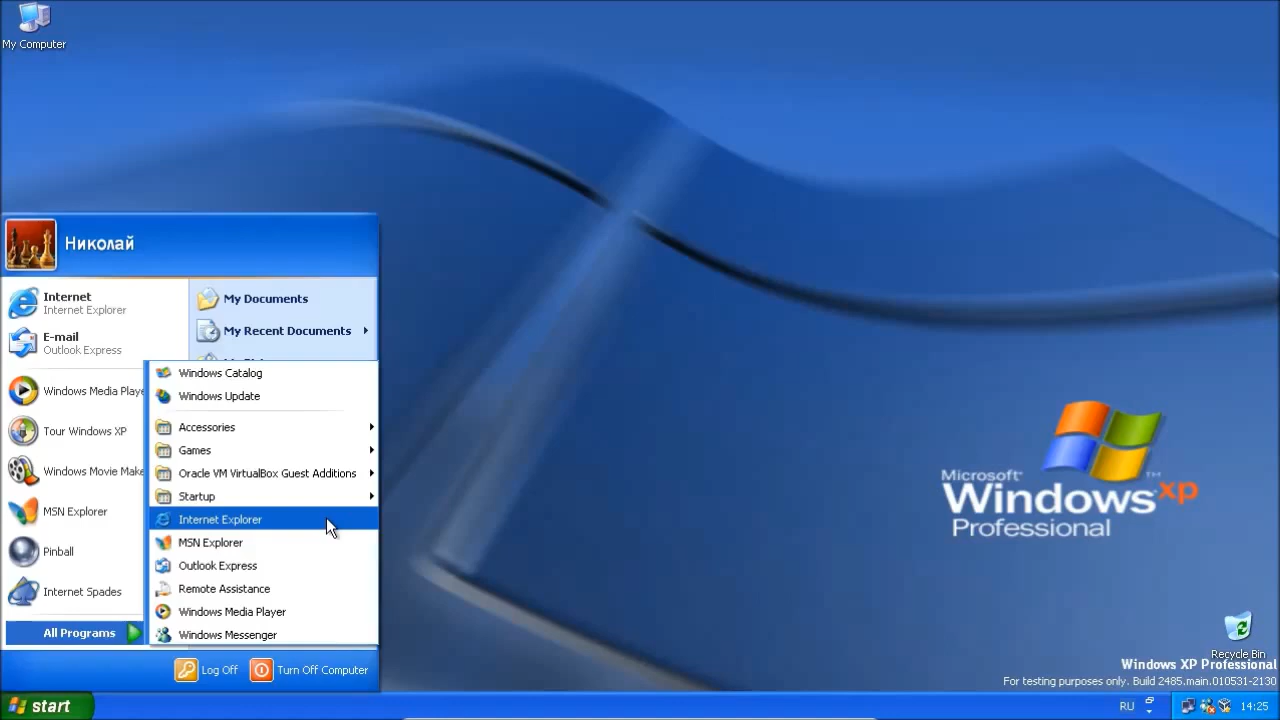 My Computer
Николай
Internet
Internet Explorer
E-mail
Outlook Express
Windows Media Playe
Tour Windows XP
Windows Movie Make
MSN Explorer
Pinball
Internet Spades
All Programs
My Documents
My Recent Documents
Windows Catalog
Windows Update
Accessories
Games
Oracle VM VirtualBox Guest Additions
Startup
Internet Explorer
MSN Explorer
Outlook Express
Remote Assistance
Windows Media Player
Windows Messenger
Log Off
Turn Off Computer
Microsoft
Windows xp
Professional
Recycle Bin
Windows XP Professional
For testing purposes only. Build 2485.main.010531-2130
start
RU
14:25